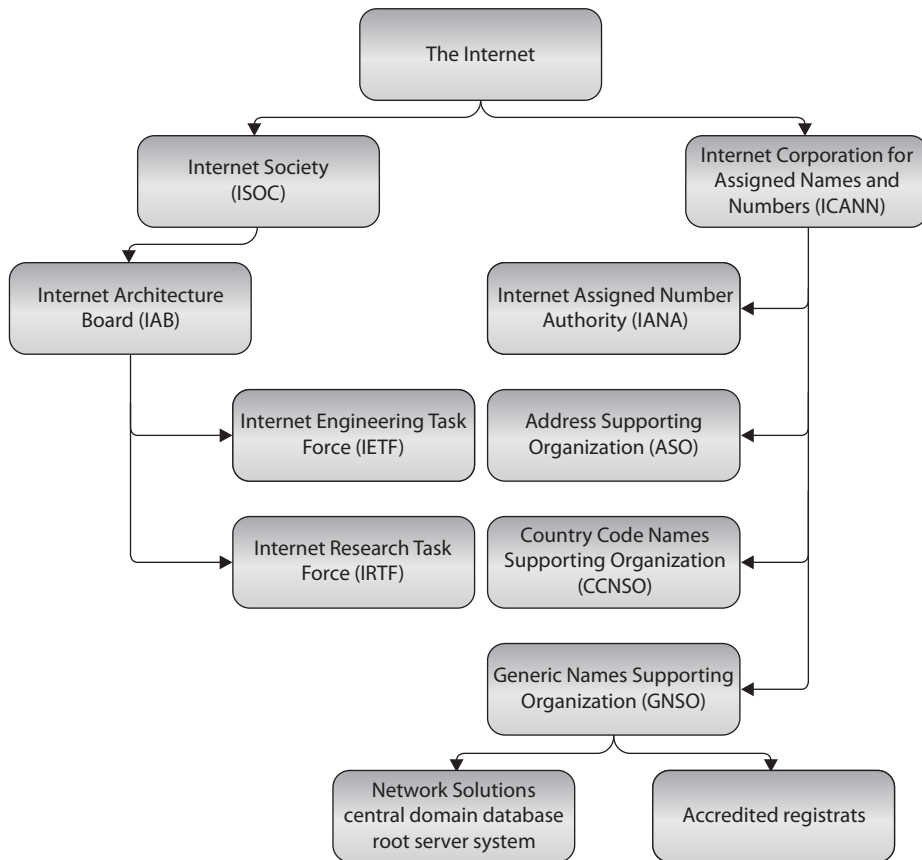 The Internet
Internet Society
(ISOC)
Internet Corporation for
Assigned Names and
Numbers (ICANN)
Internet Architecture
Board (IAB)
Internet Assigned Number
Authority (IANA)
Internet Engineering Task
Force (IETF)
Address Supporting
Organization (ASO)
Internet Research Task
Force (IRTF)
Country Code Names
Supporting Organization
(CCNSO)
Generic Names Supporting
Organization (GNSO)
Network Solutions
central domain database
root server system
Accredited registrats